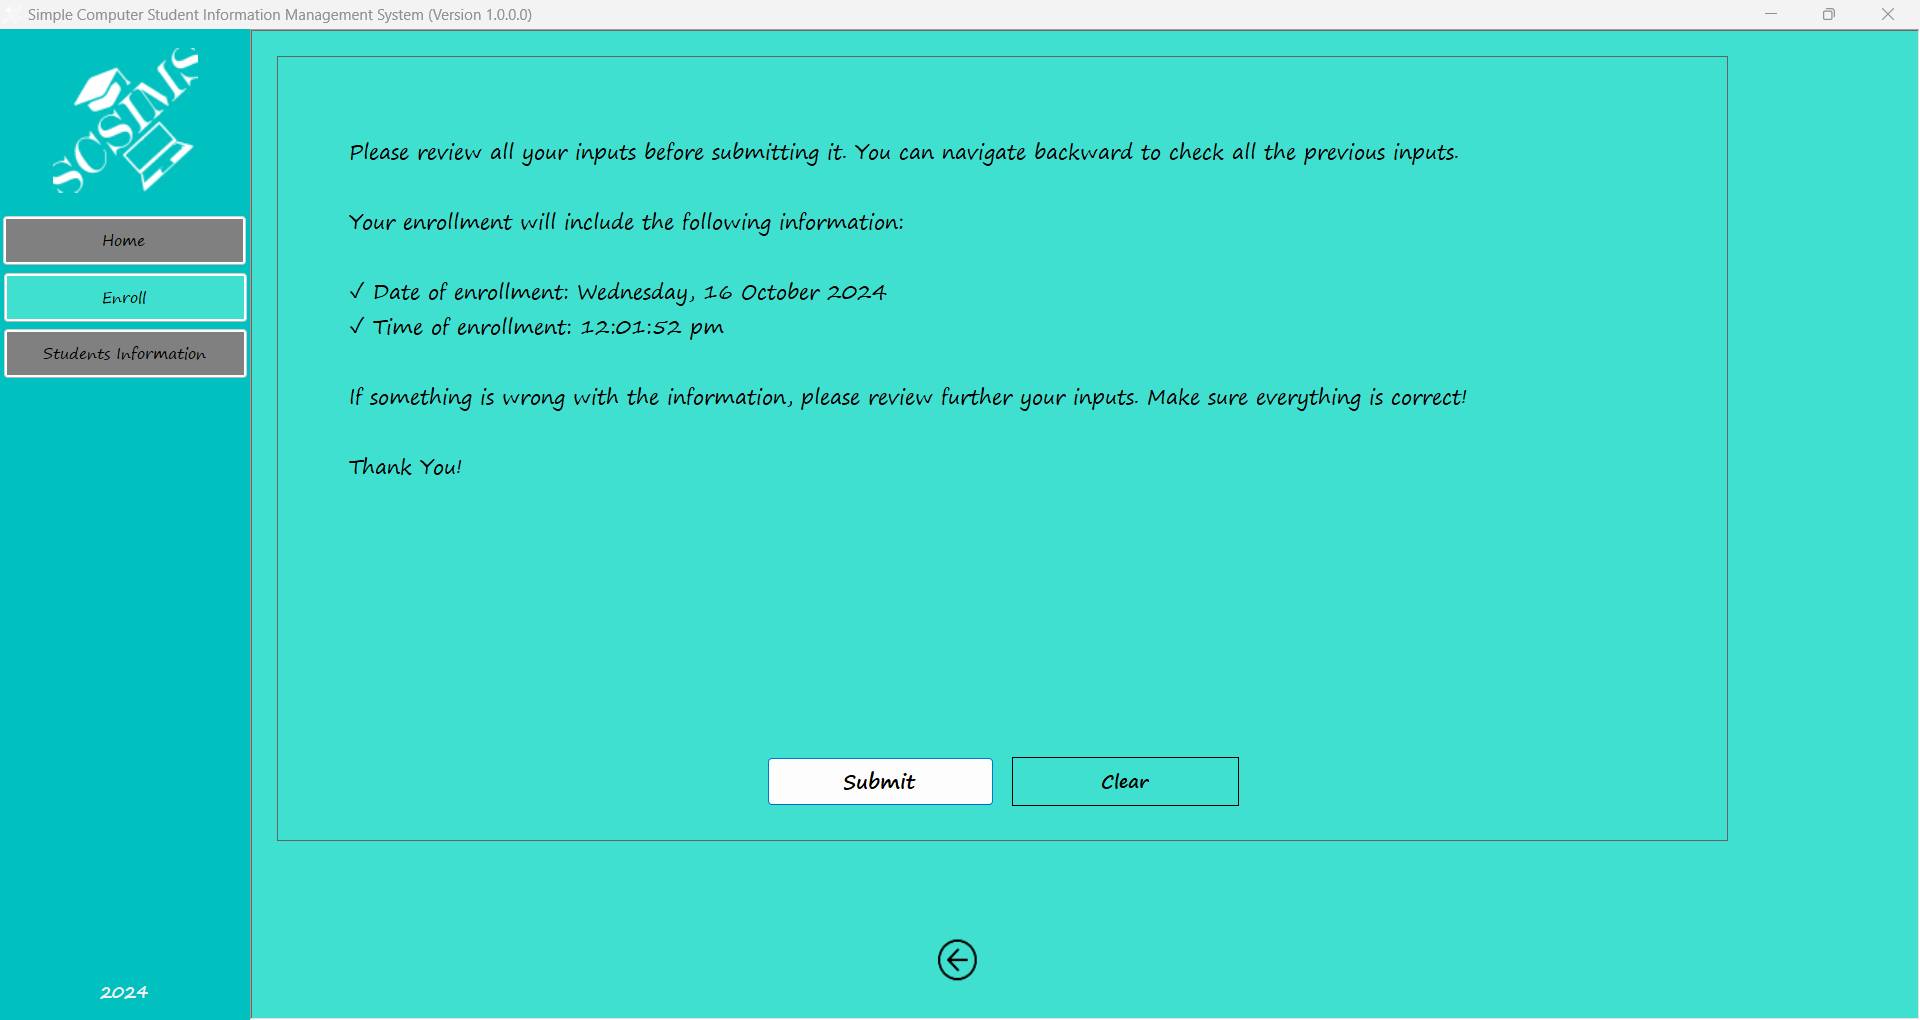 Simple Computer Student Information Management System (Version 1.0.0.0)
SCSIMS
Home
Enroll
Students Information
2024
Please review all your inputs before submitting it. You can navigate backward to check all the previous inputs.
Your enrollment will include the following information:
✓ Date of enrollment: Wednesday, 16 October 2024
✓ Time of enrollment: 12:01:52 pm
If something is wrong with the information, please review further your inputs. Make sure everything is correct!
Thank You!
Submit
Clear